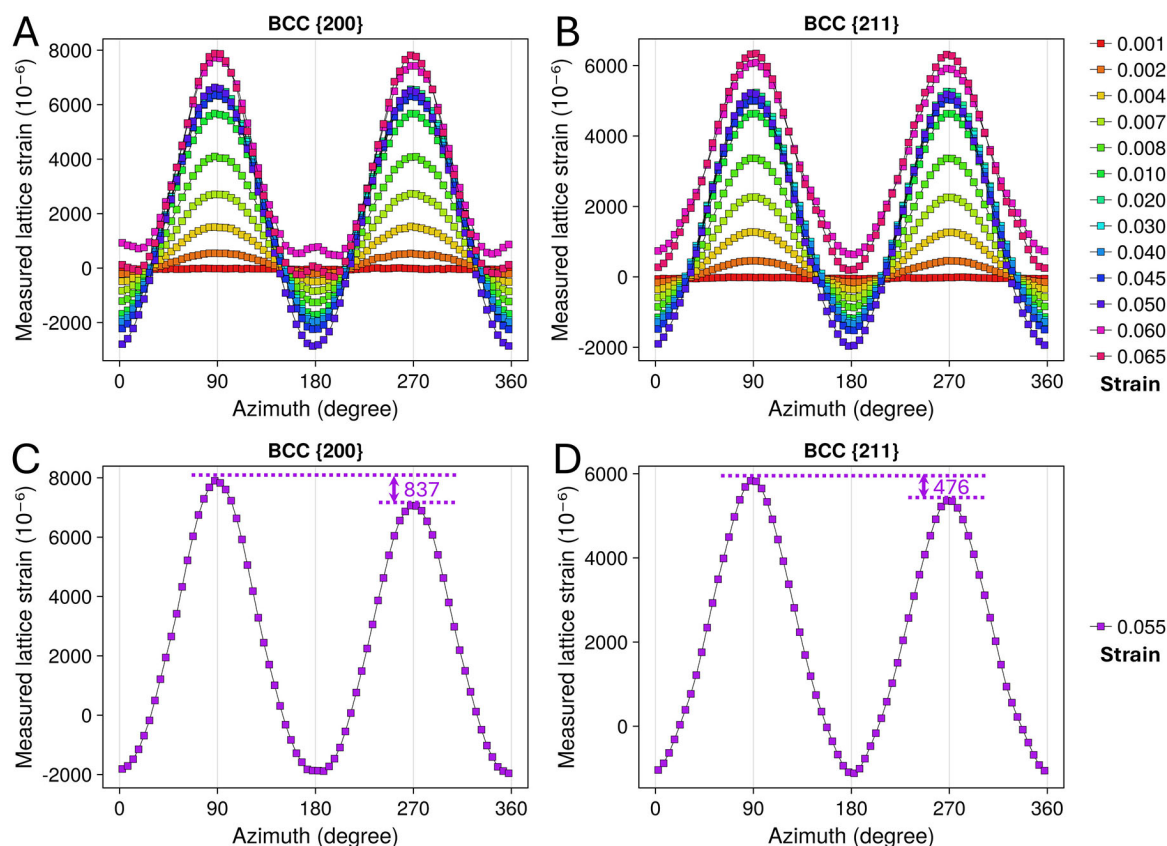 A
BCC {200}
8000
6000
4000
2000
0
-2000
Measured lattice strain (10⁻⁶)
0 90 180 270 360
Azimuth (degree)
B
BCC {211}
6000
4000
2000
0
-2000
Measured lattice strain (10⁻⁶)
0 90 180 270 360
Azimuth (degree)
0.001
0.002
0.004
0.007
0.008
0.010
0.020
0.030
0.040
0.045
0.050
0.060
0.065
Strain
C
BCC {200}
8000
6000
4000
2000
0
-2000
Measured lattice strain (10⁻⁶)
837
0 90 180 270 360
Azimuth (degree)
D
BCC {211}
6000
4000
2000
0
Measured lattice strain (10⁻⁶)
476
0 90 180 270 360
Azimuth (degree)
0.055
Strain